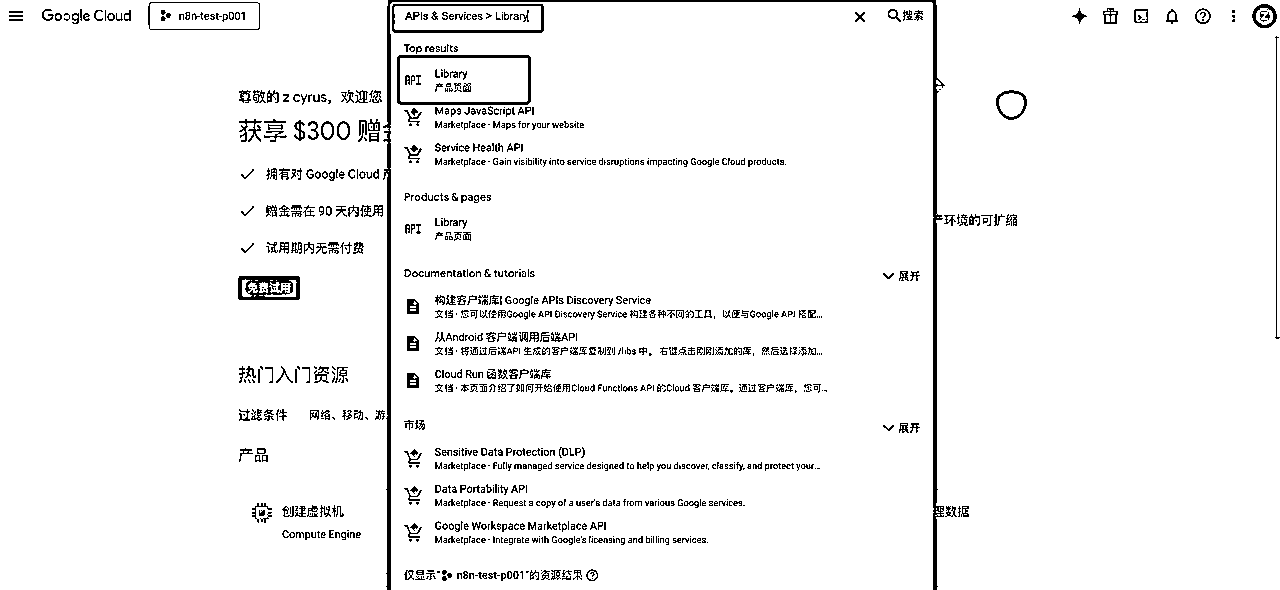 Google Cloud
n8n-test-p001
APIs & Services > Library
搜索
Top results
API
Library
产品页面
Maps JavaScript API
Marketplace · Maps for your website
Service Health API
Marketplace · Gain visibility into service disruptions impacting Google Cloud products.
Products & pages
API
Library
产品页面
Documentation & tutorials
展开
构建客户端库| Google APIs Discovery Service
文档 · 您可以使用Google API Discovery Service 构建各种不同的工具，以便与Google API 搭配...
从Android 客户端调用后端API
文档 · 将通过后端API 生成的客户端库复制到 /libs 中。 右键点击刚刚添加的库，然后选择添加...
Cloud Run 函数客户端库
文档 · 本页面介绍了如何开始使用Cloud Functions API 的Cloud 客户端库。通过客户端库，您可...
市场
展开
Sensitive Data Protection (DLP)
Marketplace · Fully managed service designed to help you discover, classify, and protect your...
Data Portability API
Marketplace · Request a copy of a user's data from various Google services.
Google Workspace Marketplace API
Marketplace · Integrate with Google's licensing and billing services.
仅显示"n8n-test-p001"的资源结果
尊敬的 z cyrus，欢迎您
获享 $300 赠
拥有对 Google Cloud
赠金需在 90 天内使用
试用期内无需付费
免费试用
环境的可扩缩
热门入门资源
过滤条件
网络、移动、游
产品
创建虚拟机
Compute Engine
理数据